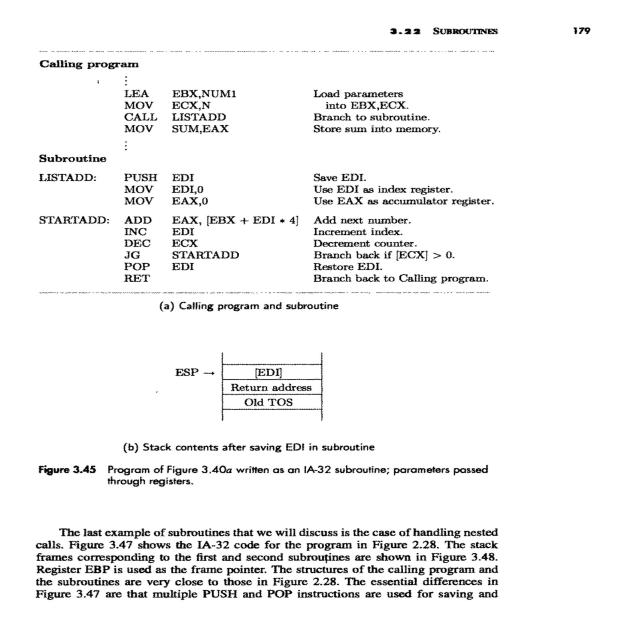 3.22 SUBROUTINES 179
Calling program
⋮
LEA EBX,NUM1 Load parameters
MOV ECX,N into EBX,ECX.
CALL LISTADD Branch to subroutine.
MOV SUM,EAX Store sum into memory.
⋮
Subroutine
LISTADD: PUSH EDI Save EDI.
MOV EDI,0 Use EDI as index register.
MOV EAX,0 Use EAX as accumulator register.
STARTADD: ADD EAX, [EBX + EDI * 4] Add next number.
INC EDI Increment index.
DEC ECX Decrement counter.
JG STARTADD Branch back if [ECX] > 0.
POP EDI Restore EDI.
RET Branch back to Calling program.
(a) Calling program and subroutine
ESP → [EDI]
Return address
Old TOS
(b) Stack contents after saving EDI in subroutine
Figure 3.45 Program of Figure 3.40a written as an IA-32 subroutine; parameters passed
through registers.
The last example of subroutines that we will discuss is the case of handling nested
calls. Figure 3.47 shows the IA-32 code for the program in Figure 2.28. The stack
frames corresponding to the first and second subroutines are shown in Figure 3.48.
Register EBP is used as the frame pointer. The structures of the calling program and
the subroutines are very close to those in Figure 2.28. The essential differences in
Figure 3.47 are that multiple PUSH and POP instructions are used for saving and